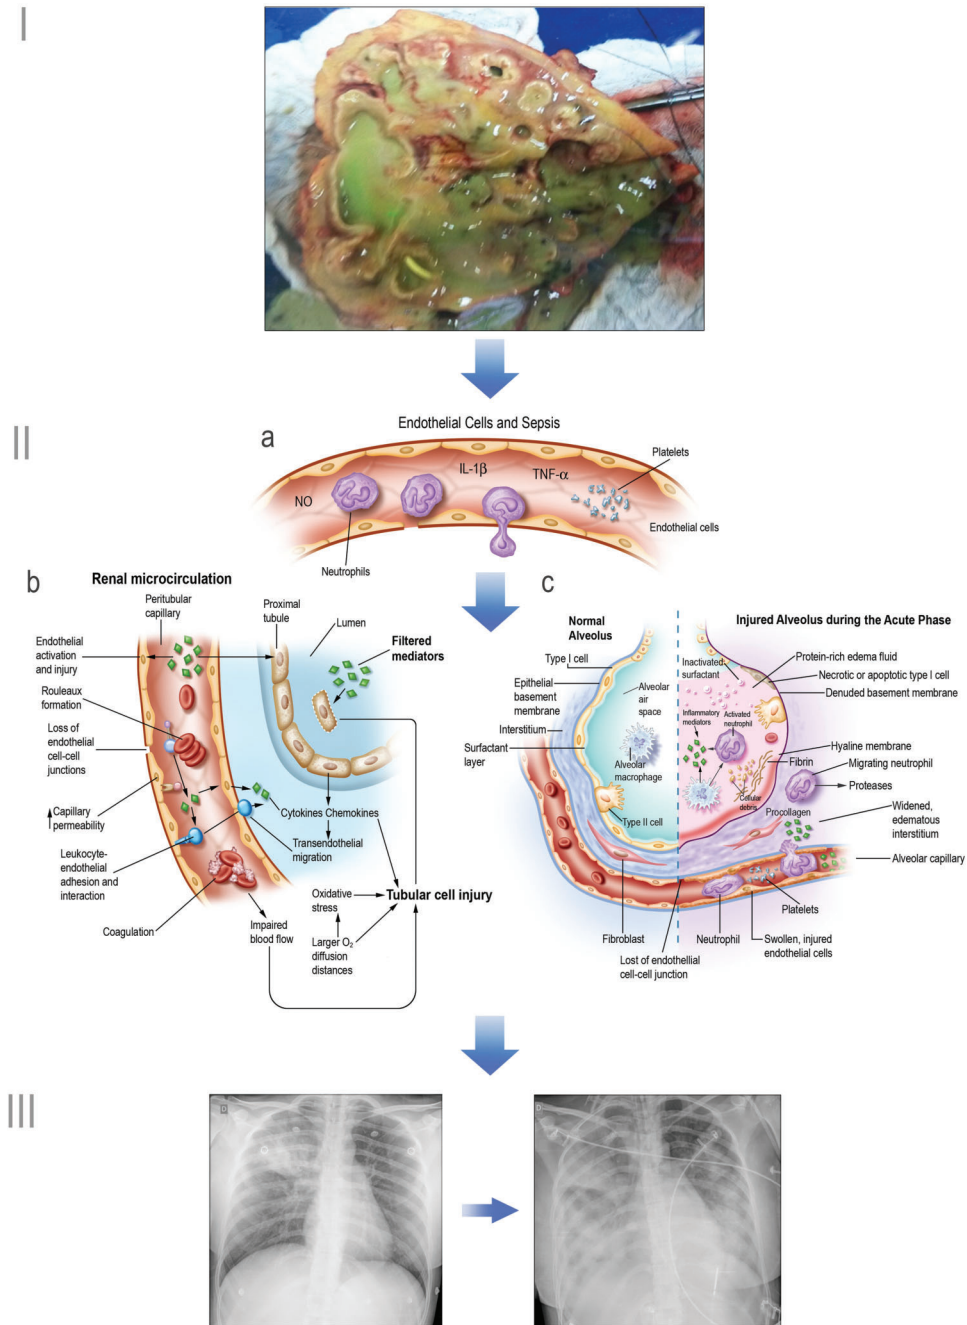 I
II
a
Endothelial Cells and Sepsis
Platelets
IL-1β
TNF-α
NO
Endothelial cells
Neutrophils
b
Renal microcirculation
Peritubular
capillary
Proximal
tubule
Lumen
Endothelial
activation
and injury
Filtered
mediators
Rouleaux
formation
Loss of
endothelial
cell-cell
junctions
Capillary
permeability
Cytokines Chemokines
Transendothelial
migration
Leukocyte-
endothelial
adhesion and
interaction
Oxidative
stress
Tubular cell injury
Coagulation
Impaired
blood flow
Larger O₂
diffusion
distances
c
Normal
Alveolus
Injured Alveolus during the Acute Phase
Type I cell
Protein-rich edema fluid
Inactivated
surfactant
Necrotic or apoptotic type I cell
Epithelial
basement
membrane
Denuded basement membrane
Alveolar
air
space
Inflammatory
mediators
Activated
neutrophil
Interstitium
Surfactant
layer
Hyaline membrane
Fibrin
Migrating neutrophil
Alveolar
macrophage
Proteases
Cellular
debris
Type II cell
Procollagen
Widened,
edematous
interstitium
Alveolar capillary
Platelets
Fibroblast
Neutrophil
Swollen, injured
endothelial cells
Lost of endothellial
cell-cell junction
III
D
D